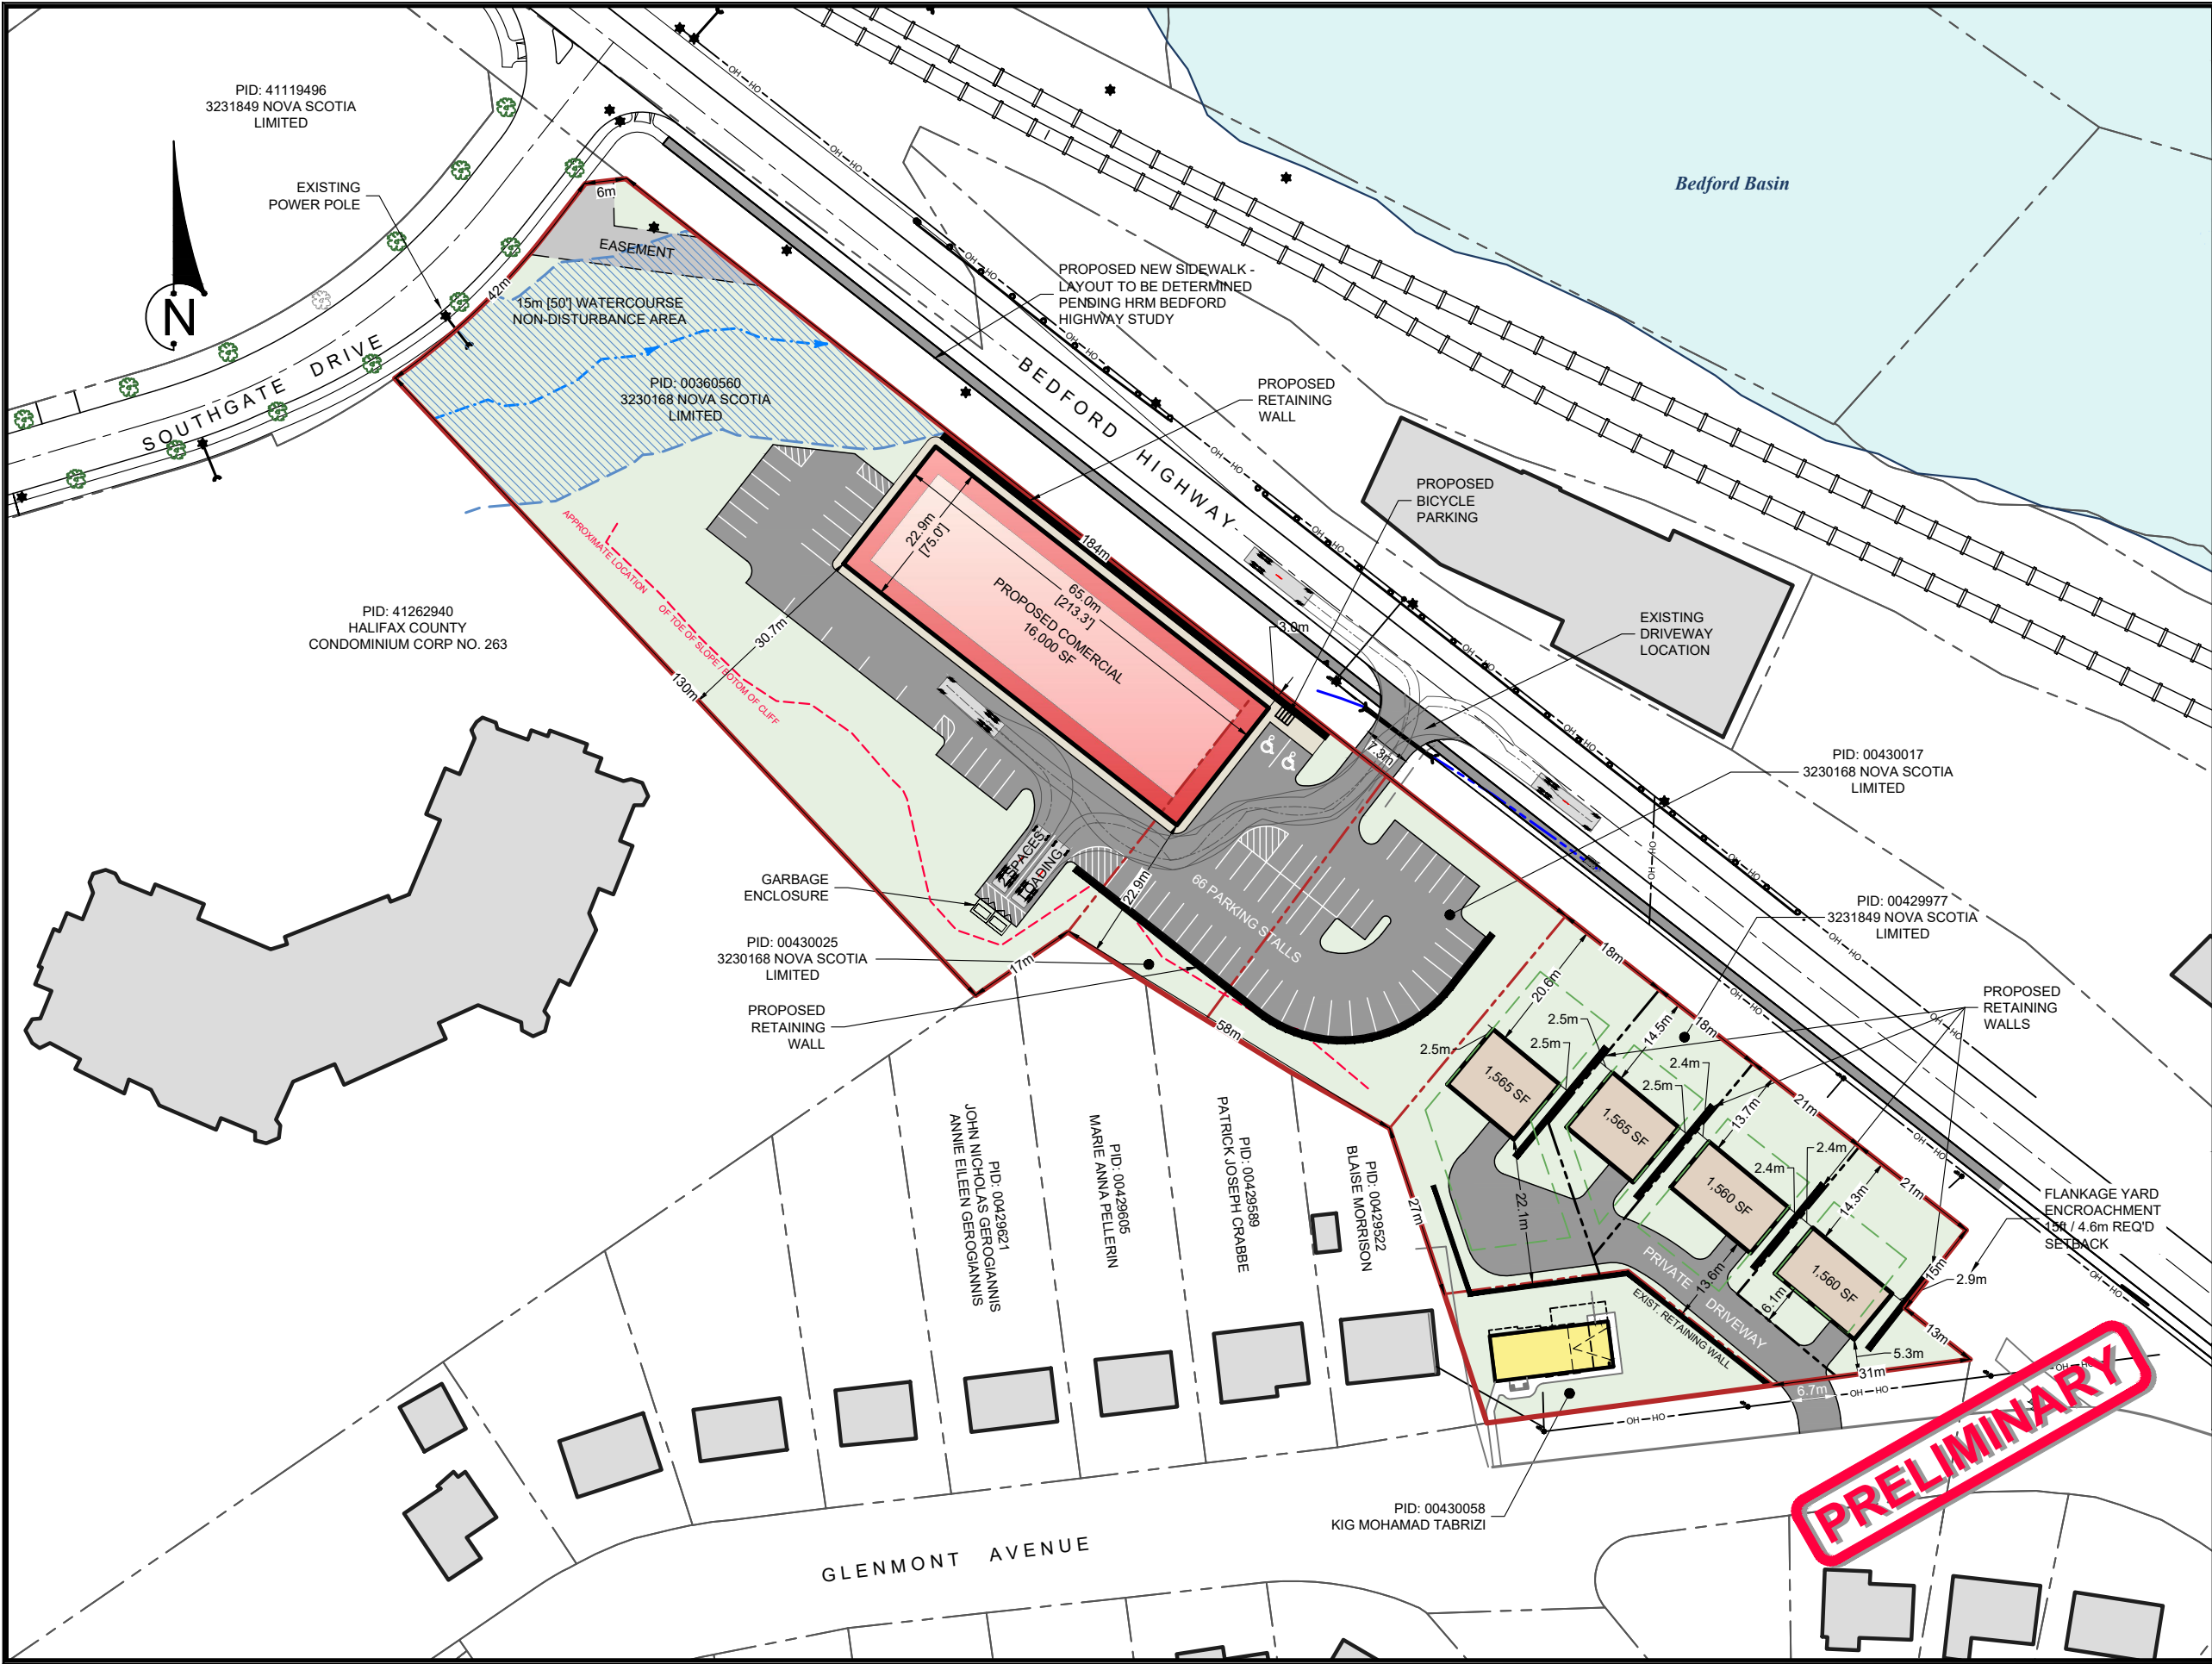 PID: 41119496
3231849 NOVA SCOTIA
LIMITED
EXISTING
POWER POLE
N
6m
EASEMENT
42m
15m [50'] WATERCOURSE
NON-DISTURBANCE AREA
PID: 00360560
3230168 NOVA SCOTIA
LIMITED
SOUTHGATE DRIVE
Bedford Basin
OH
HO
PROPOSED NEW SIDEWALK -
LAYOUT TO BE DETERMINED
PENDING HRM BEDFORD
HIGHWAY STUDY
BEDFORD HIGHWAY
PROPOSED
RETAINING
WALL
PROPOSED
BICYCLE
PARKING
EXISTING
DRIVEWAY
LOCATION
184m
22.9m
[75.0']
65.0m
[213.3']
PROPOSED COMERCIAL
16,000 SF
3.0m
7.3m
APPROXIMATE LOCATION OF TOE OF SLOPE / BOTOM OF CLIFF
30.7m
130m
PID: 41262940
HALIFAX COUNTY
CONDOMINIUM CORP NO. 263
PID: 00430017
3230168 NOVA SCOTIA
LIMITED
2 SPACES
LOADING
GARBAGE
ENCLOSURE
22.9m
66 PARKING STALLS
PID: 00430025
3230168 NOVA SCOTIA
LIMITED
17m
58m
PROPOSED
RETAINING
WALL
PID: 00429977
3231849 NOVA SCOTIA
LIMITED
PROPOSED
RETAINING
WALLS
18m
20.6m
2.5m
2.5m
2.5m
14.5m
18m
2.4m
2.5m
13.7m
21m
2.4m
2.4m
14.3m
21m
1,565 SF
1,565 SF
1,560 SF
1,560 SF
FLANKAGE YARD
ENCROACHMENT
15ft / 4.6m REQ'D
SETBACK
15m
2.9m
13m
5.3m
31m
6.7m
6.1m
13.6m
22.1m
27m
PRIVATE DRIVEWAY
EXIST. RETAINING WALL
PID: 00429621
JOHN NICHOLAS GEROGIANNIS
ANNIE EILEEN GEROGIANNIS
PID: 00429605
MARIE ANNA PELLERIN
PID: 00429589
PATRICK JOSEPH CRABBE
PID: 00429522
BLAISE MORRISON
PID: 00430058
KIG MOHAMAD TABRIZI
GLENMONT AVENUE
PRELIMINARY